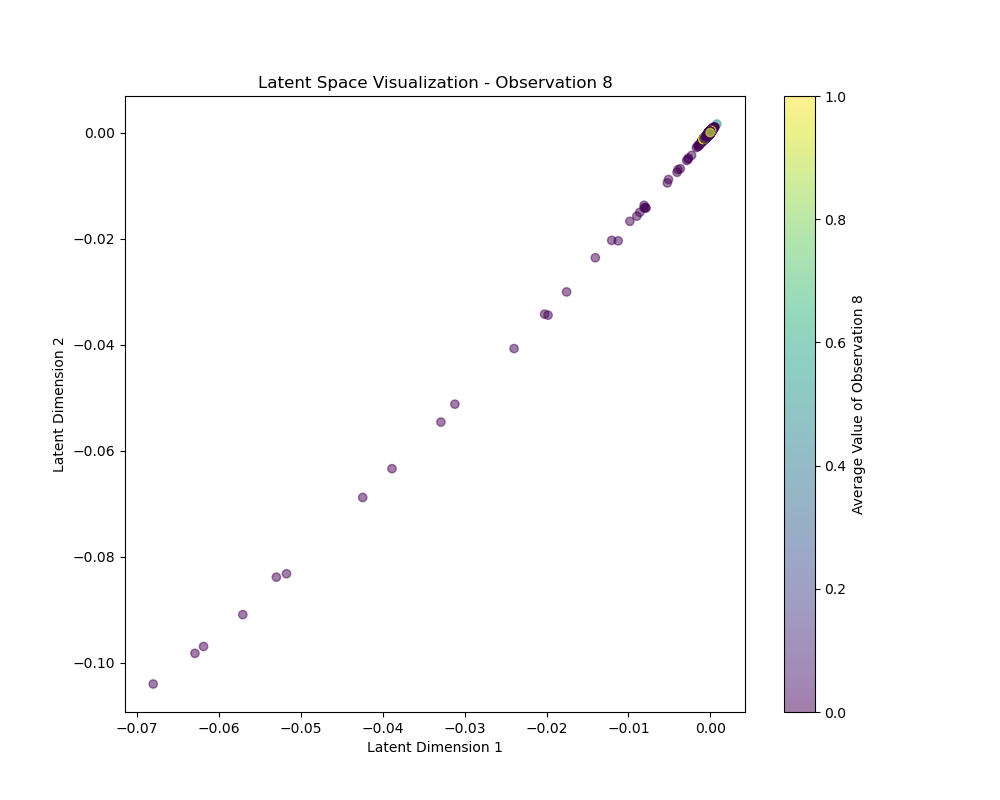 Latent Space Visualization - Observation 8
0.00
−0.02
−0.04
−0.06
−0.08
−0.10
Latent Dimension 2
−0.07 −0.06 −0.05 −0.04 −0.03 −0.02 −0.01 0.00
Latent Dimension 1
1.0
0.8
0.6
0.4
0.2
0.0
Average Value of Observation 8